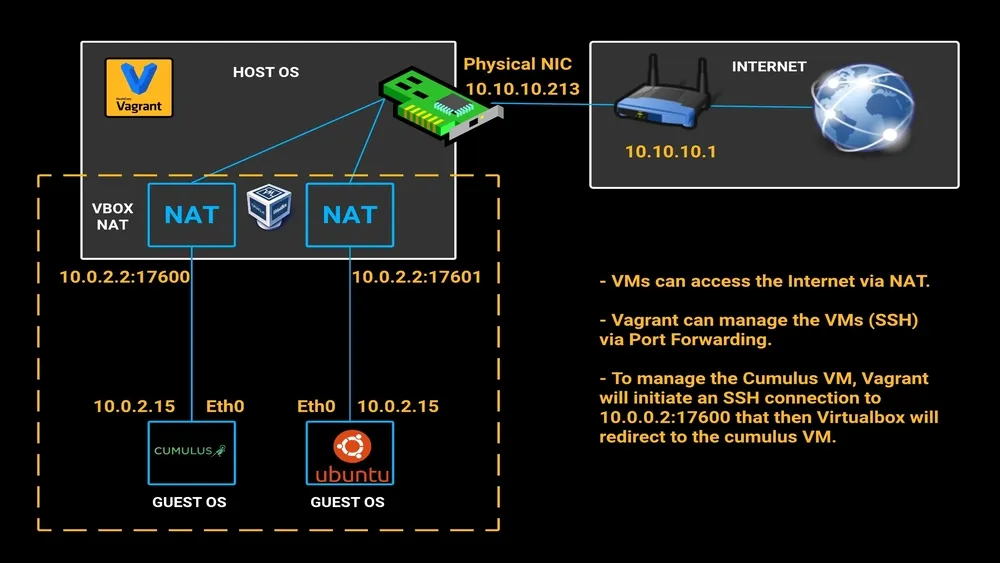 Physical NIC
10.10.10.213
HOST OS
Vagrant
INTERNET
10.10.10.1
VBOX
NAT
NAT
NAT
10.0.2.2:17600
10.0.2.2:17601
10.0.2.15 Eth0
Eth0 10.0.2.15
CUMULUS
ubuntu
GUEST OS
GUEST OS
- VMs can access the Internet via NAT.
- Vagrant can manage the VMs (SSH)
via Port Forwarding.
- To manage the Cumulus VM, Vagrant
will initiate an SSH connection to
10.0.0.2:17600 that then Virtualbox will
redirect to the cumulus VM.